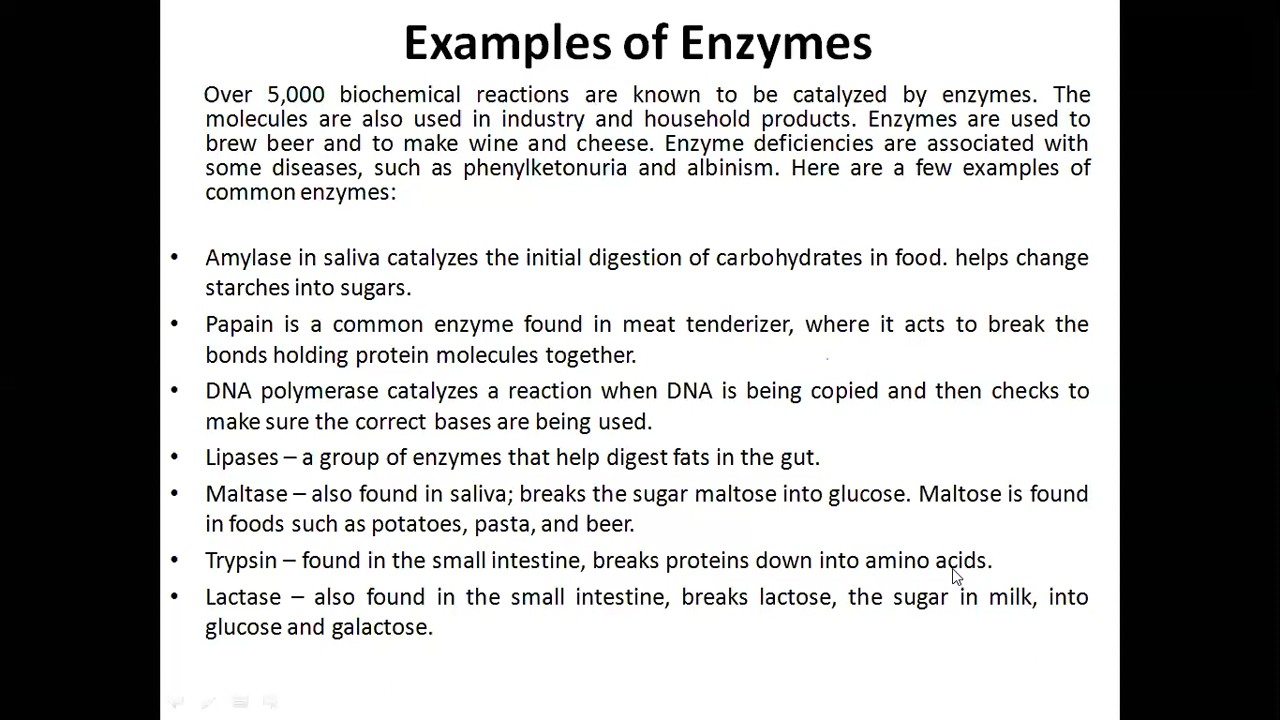 Examples of Enzymes
Over 5,000 biochemical reactions are known to be catalyzed by enzymes. The
molecules are also used in industry and household products. Enzymes are used to
brew beer and to make wine and cheese. Enzyme deficiencies are associated with
some diseases, such as phenylketonuria and albinism. Here are a few examples of
common enzymes:
• Amylase in saliva catalyzes the initial digestion of carbohydrates in food. helps change
starches into sugars.
• Papain is a common enzyme found in meat tenderizer, where it acts to break the
bonds holding protein molecules together.
• DNA polymerase catalyzes a reaction when DNA is being copied and then checks to
make sure the correct bases are being used.
• Lipases – a group of enzymes that help digest fats in the gut.
• Maltase – also found in saliva; breaks the sugar maltose into glucose. Maltose is found
in foods such as potatoes, pasta, and beer.
• Trypsin – found in the small intestine, breaks proteins down into amino acids.
• Lactase – also found in the small intestine, breaks lactose, the sugar in milk, into
glucose and galactose.